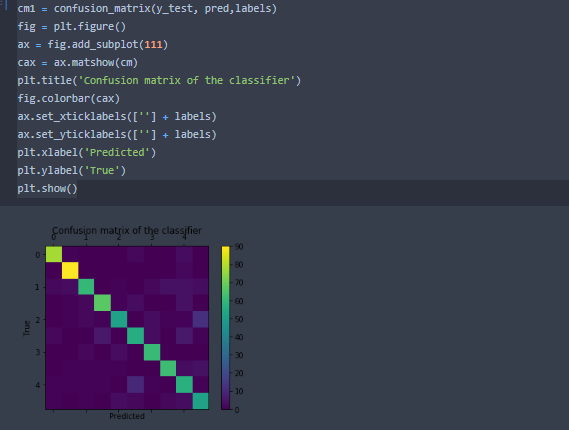 cm1 = confusion_matrix(y_test, pred,labels)
fig = plt.figure()
ax = fig.add_subplot(111)
cax = ax.matshow(cm)
plt.title('Confusion matrix of the classifier')
fig.colorbar(cax)
ax.set_xticklabels([''] + labels)
ax.set_yticklabels([''] + labels)
plt.xlabel('Predicted')
plt.ylabel('True')
plt.show()
Confusion matrix of the classifier
0 1 2 3 4
0
1
2
3
4
True
Predicted
90
80
70
60
50
40
30
20
10
0